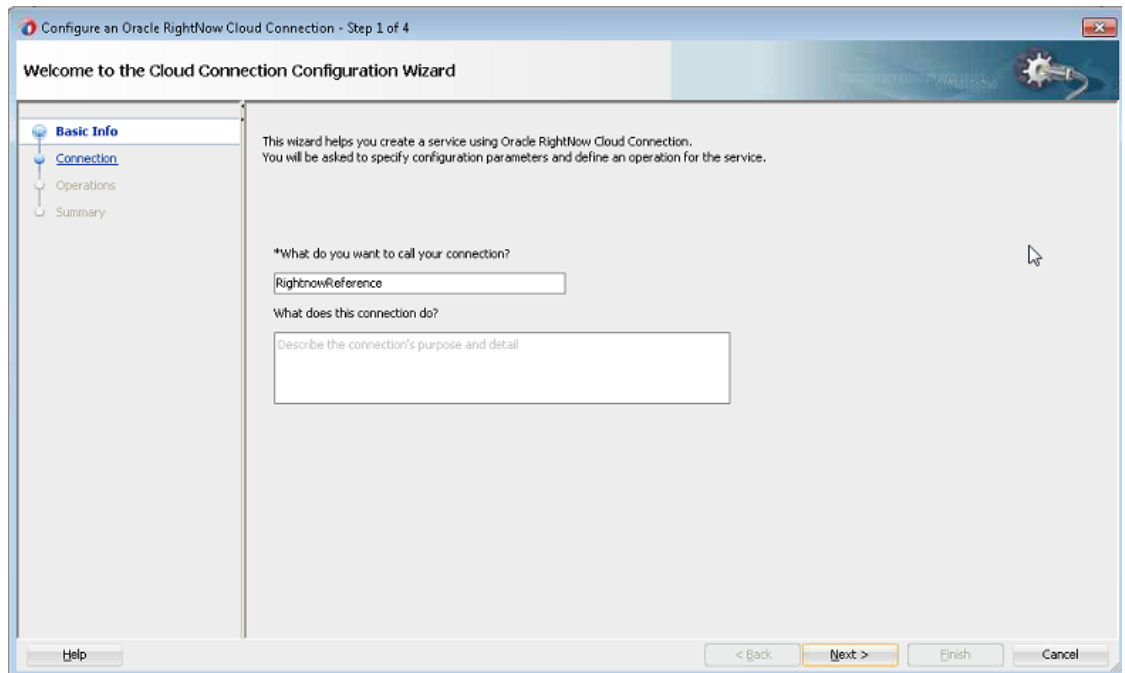 Configure an Oracle RightNow Cloud Connection - Step 1 of 4
Welcome to the Cloud Connection Configuration Wizard
Basic Info
Connection
Operations
Summary
This wizard helps you create a service using Oracle RightNow Cloud Connection.
You will be asked to specify configuration parameters and define an operation for the service.
*What do you want to call your connection?
RightnowReference
What does this connection do?
Describe the connection's purpose and detail
Help
< Back
Next >
Finish
Cancel